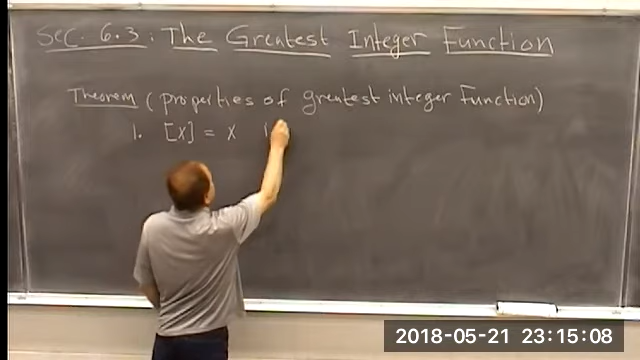 Sec. 6.3: The Greatest Integer Function
Theorem (properties of greatest integer Function)
1. [x] = x
2018-05-21 23:15:08